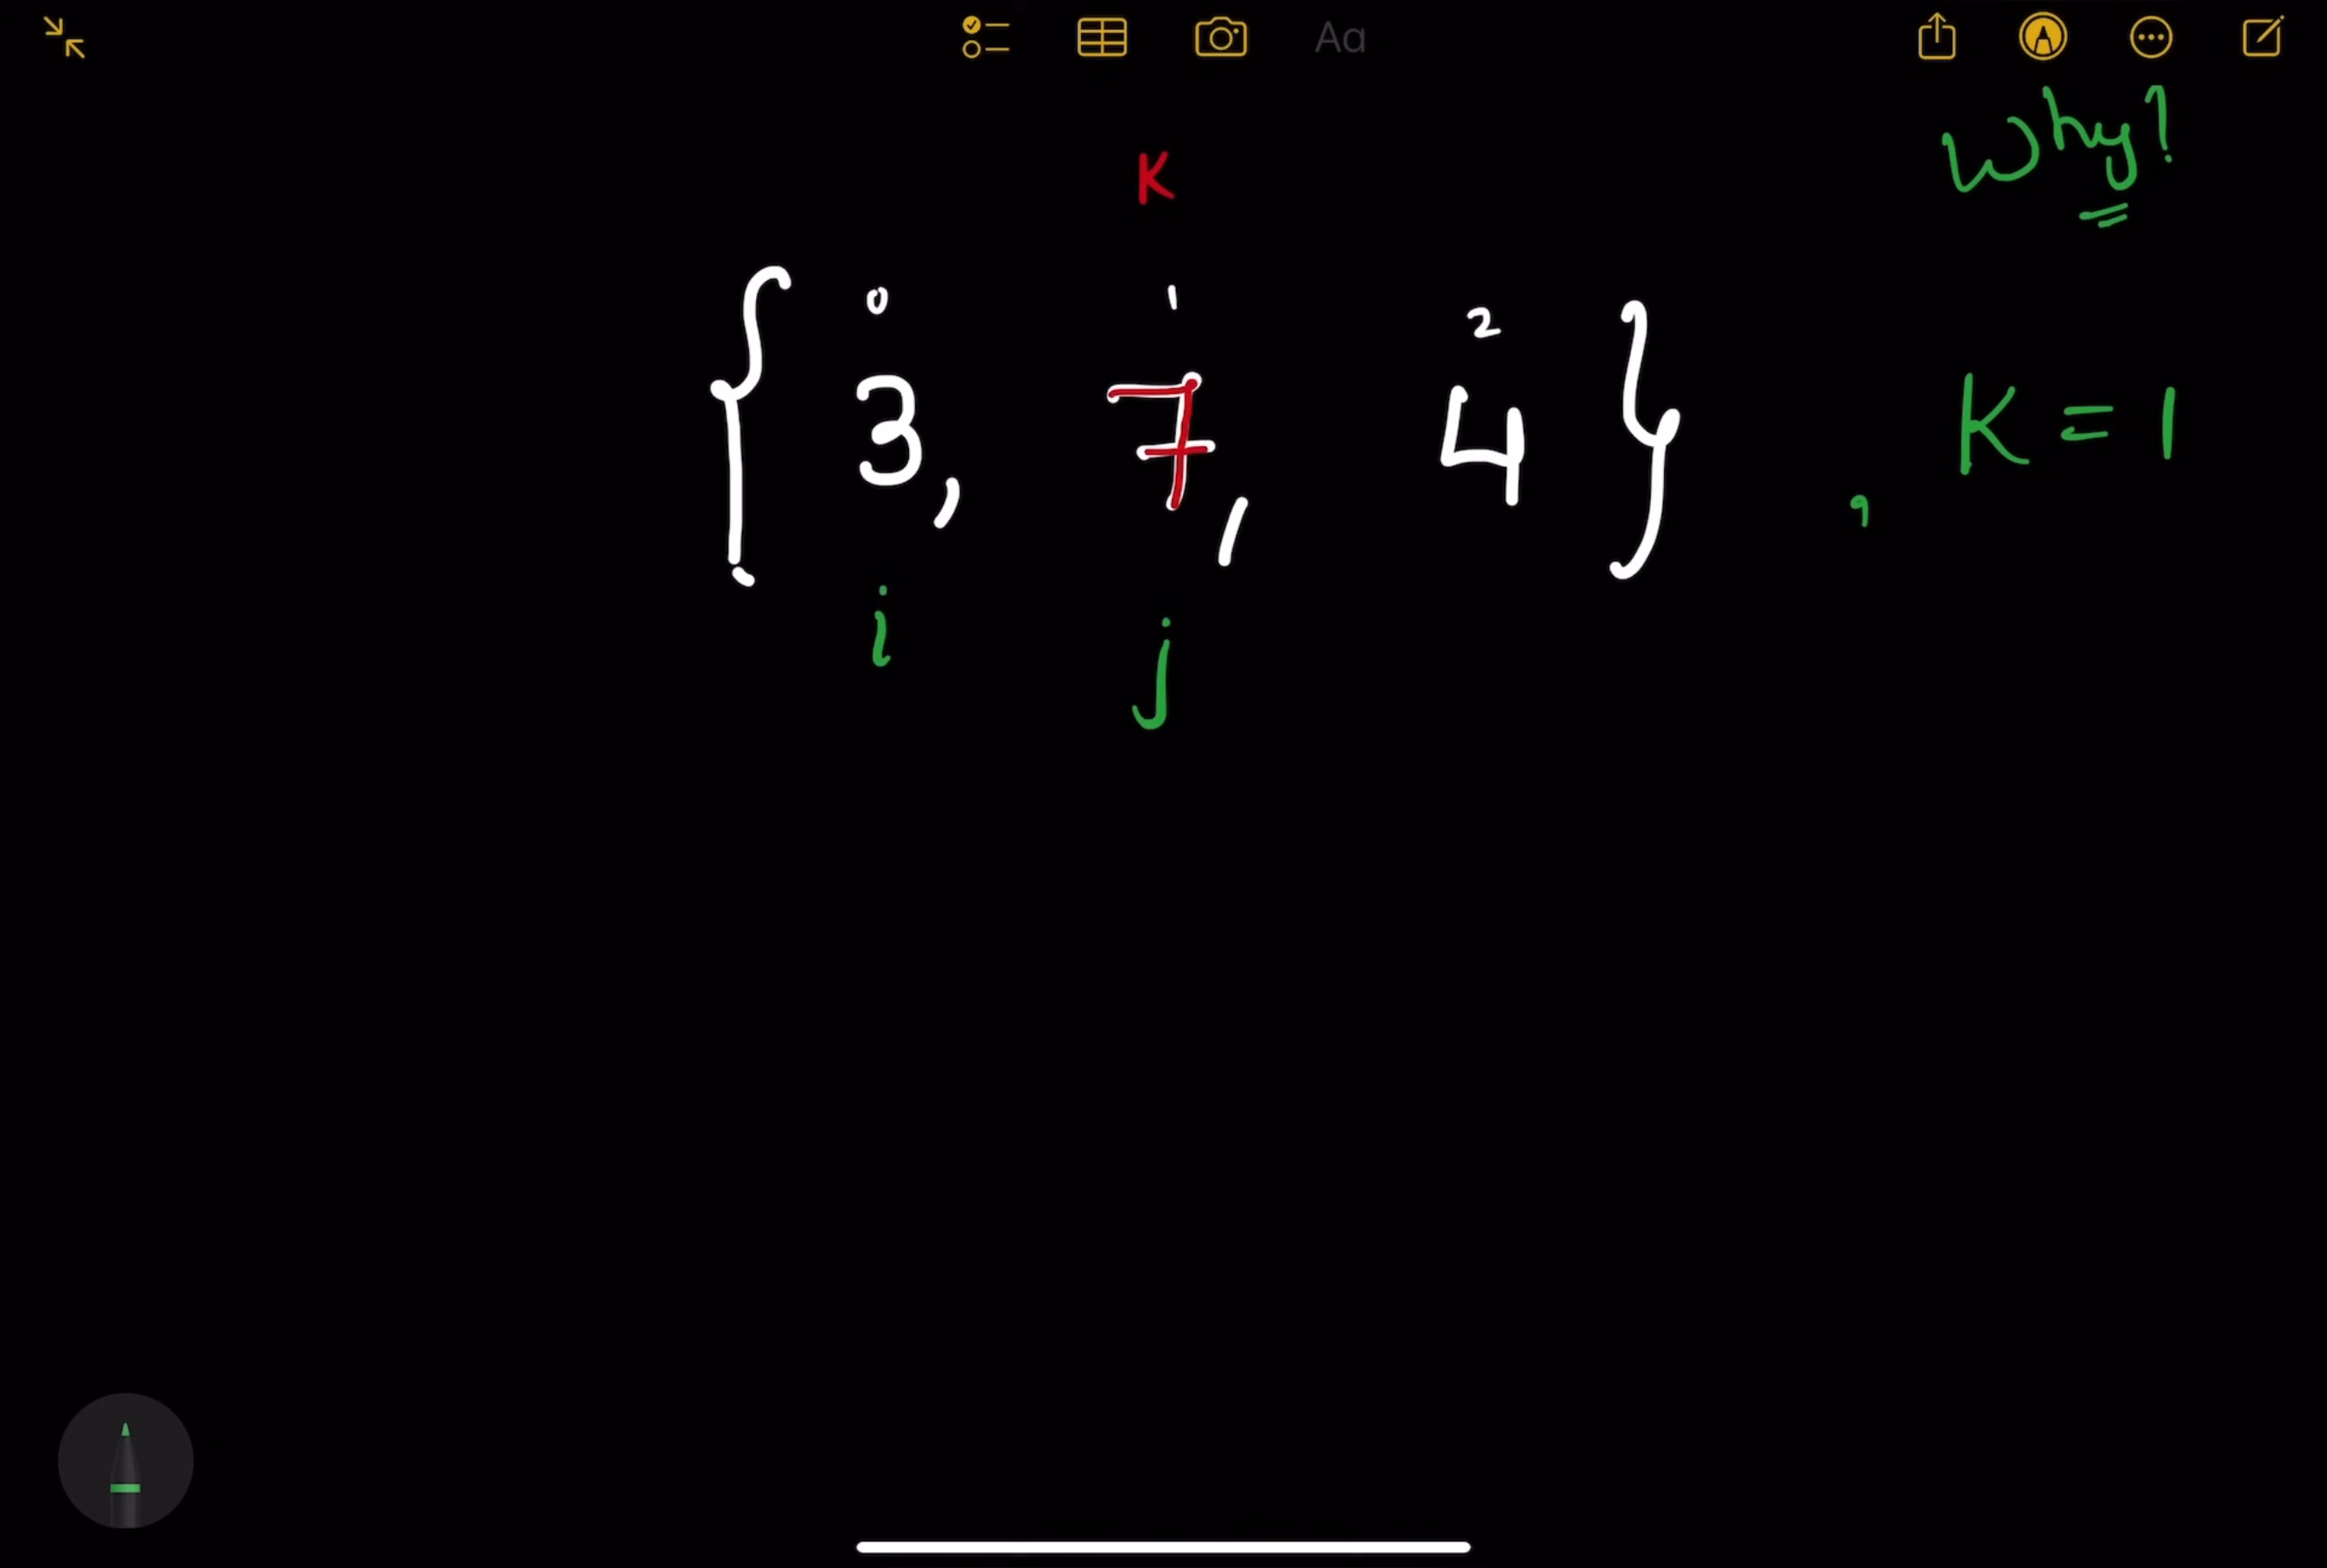 Aa
Why?
K
0 1 2
{ 3, 7, 4 } , K = 1
i j